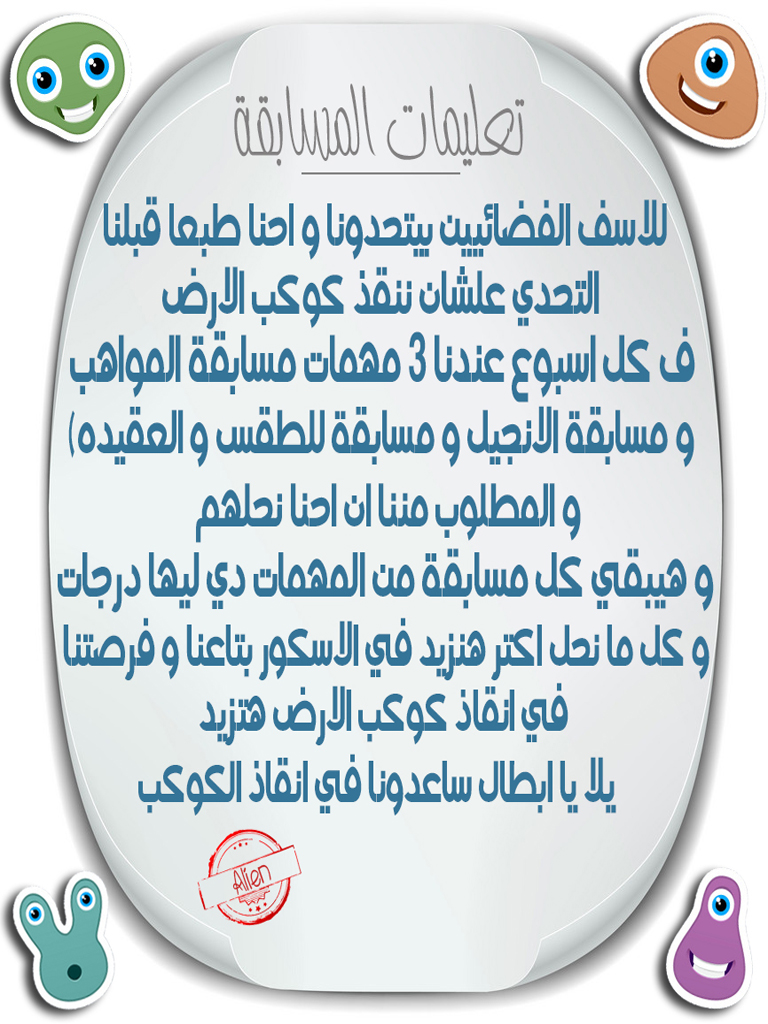 تعليمات المسابقة
للاسف الفضائيين بيتحدونا و احنا طبعا قبلنا
التحدي علشان ننقذ كوكب الارض
ف كل اسبوع عندنا 3 مهمات مسابقة المواهب
و مسابقة الانجيل و مسابقة للطقس و العقيده)
و المطلوب مننا ان احنا نحلهم
و هيبقي كل مسابقة من المهمات دي ليها درجات
و كل ما نحل اكتر هنزيد في الاسكور بتاعنا و فرصتنا
في انقاذ كوكب الارض هتزيد
يلا يا ابطال ساعدونا في انقاذ الكوكب
Alien